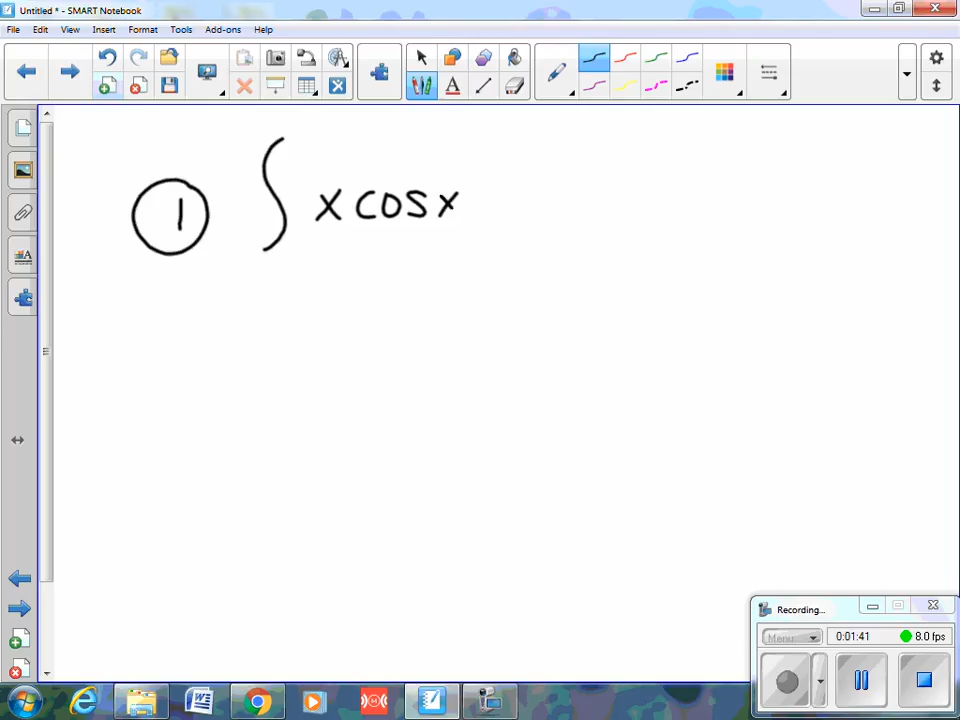 Untitled * - SMART Notebook
File Edit View Insert Format Tools Add-ons Help
① ∫ x cos x
Recording...
Menu 0:01:41 8.0 fps